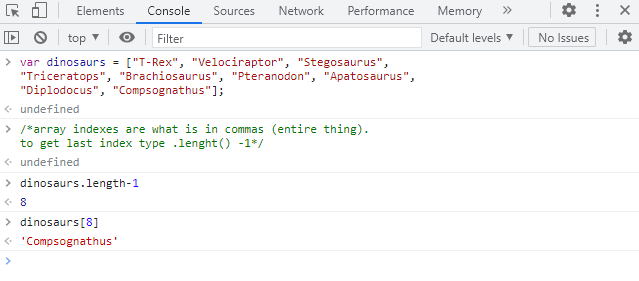 Elements Console Sources Network Performance Memory
top Filter Default levels No Issues
var dinosaurs = ["T-Rex", "Velociraptor", "Stegosaurus",
"Triceratops", "Brachiosaurus", "Pteranodon", "Apatosaurus",
"Diplodocus", "Compsognathus"];
undefined
/*array indexes are what is in commas (entire thing).
to get last index type .lenght() -1*/
undefined
dinosaurs.length-1
8
dinosaurs[8]
'Compsognathus'